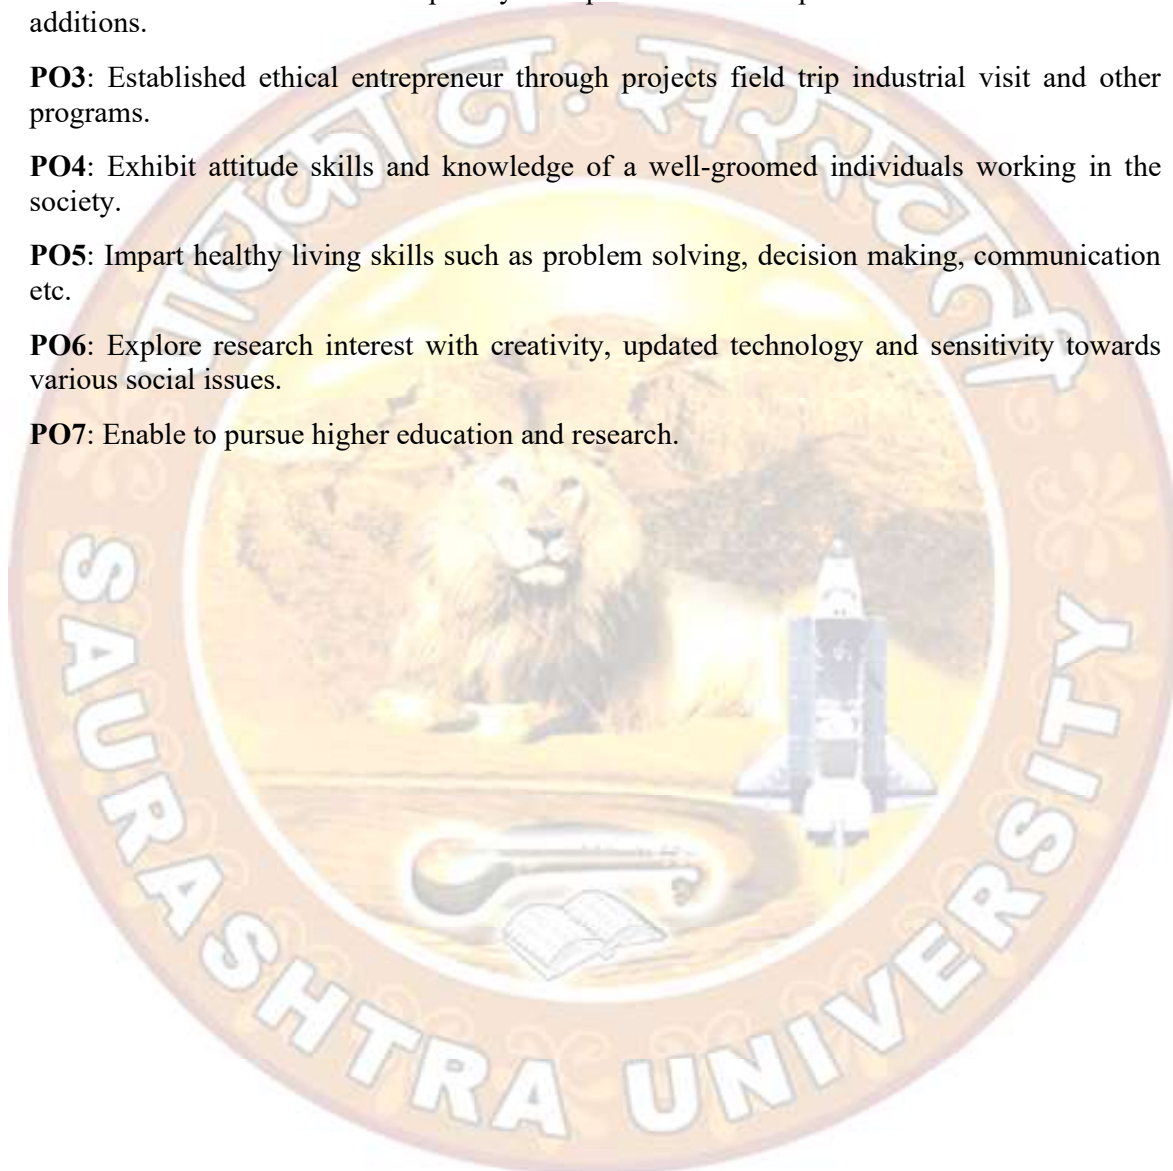 additions.
PO3: Established ethical entrepreneur through projects field trip industrial visit and other
programs.
PO4: Exhibit attitude skills and knowledge of a well-groomed individuals working in the
society.
PO5: Impart healthy living skills such as problem solving, decision making, communication
etc.
PO6: Explore research interest with creativity, updated technology and sensitivity towards
various social issues.
PO7: Enable to pursue higher education and research.
पावका नः सरस्वती
SAURASHTRA UNIVERSITY